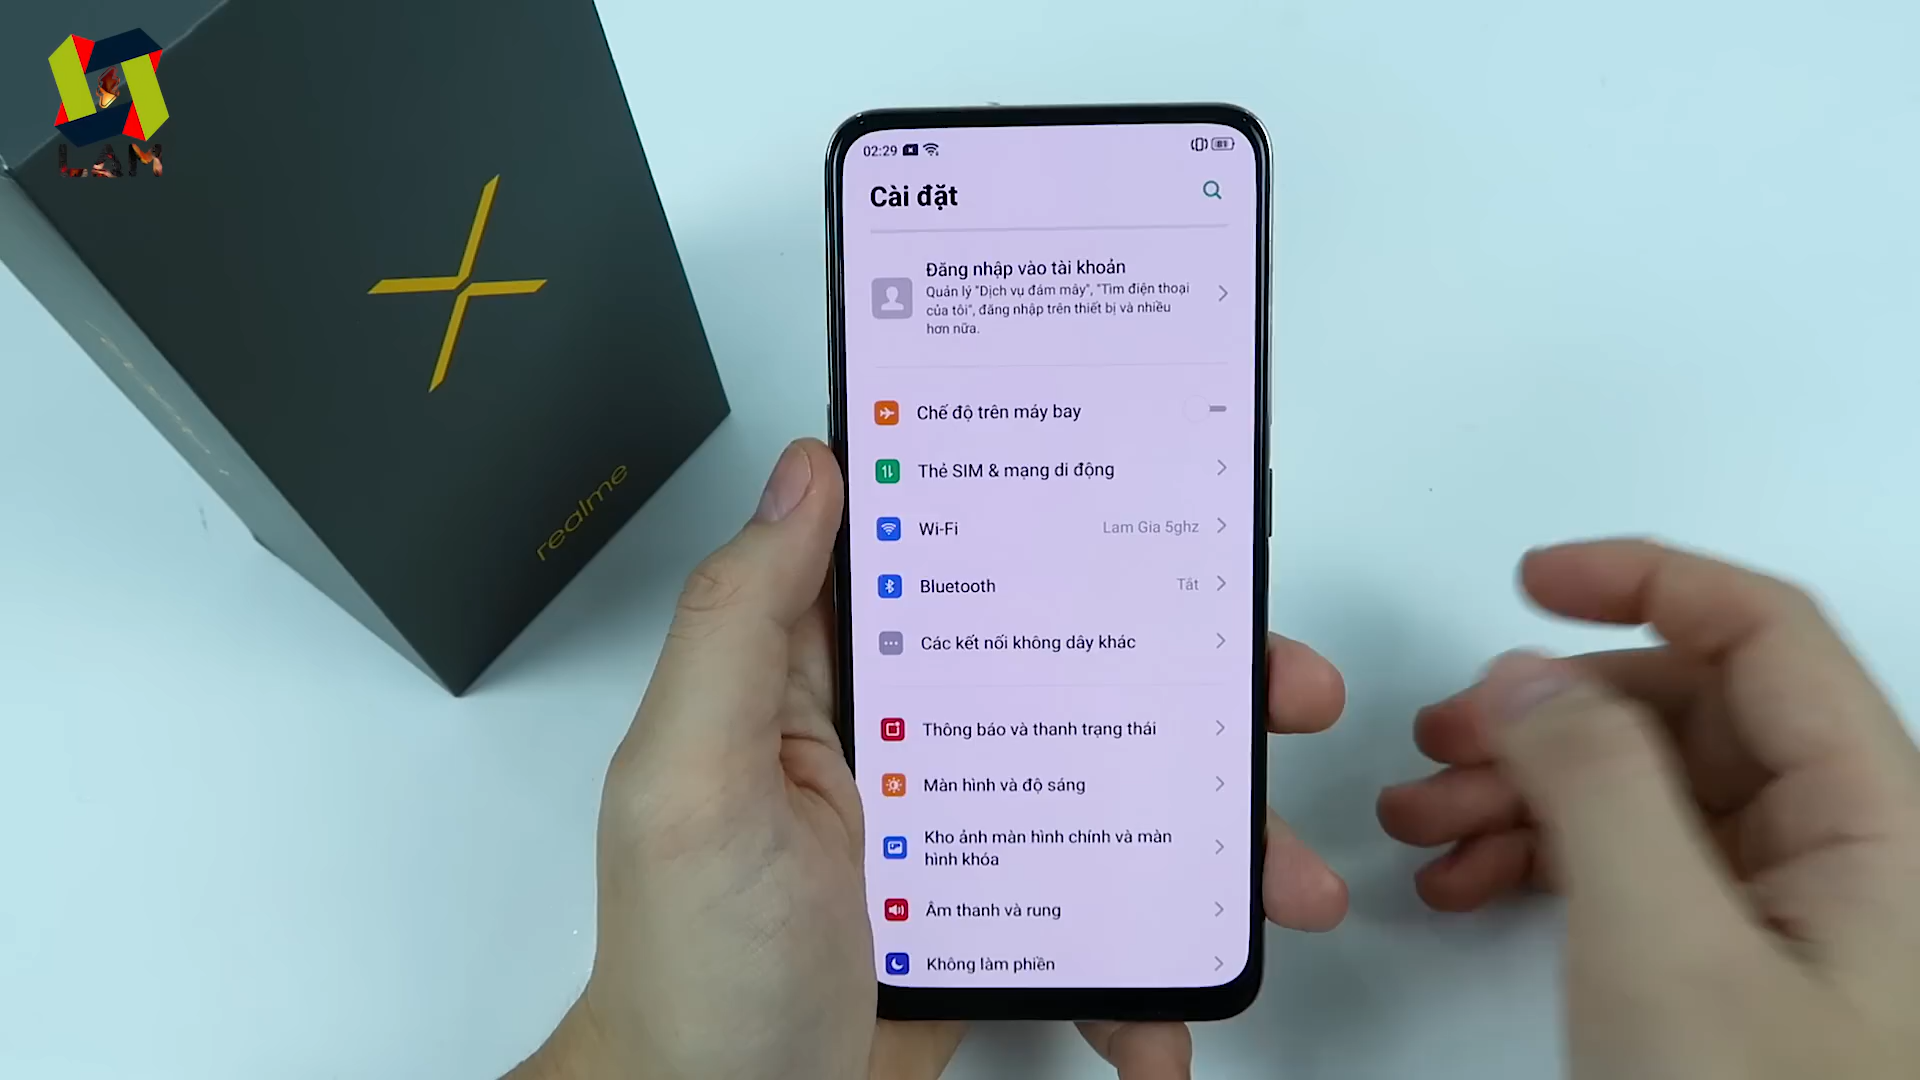 LAM
realme
02:29
81
Cài đặt
Đăng nhập vào tài khoản
Quản lý "Dịch vụ đám mây", "Tìm điện thoại
của tôi", đăng nhập trên thiết bị và nhiều
hơn nữa.
Chế độ trên máy bay
Thẻ SIM & mạng di động
Wi-Fi
Lam Gia 5ghz
Bluetooth
Tắt
Các kết nối không dây khác
Thông báo và thanh trạng thái
Màn hình và độ sáng
Kho ảnh màn hình chính và màn
hình khóa
Âm thanh và rung
Không làm phiền